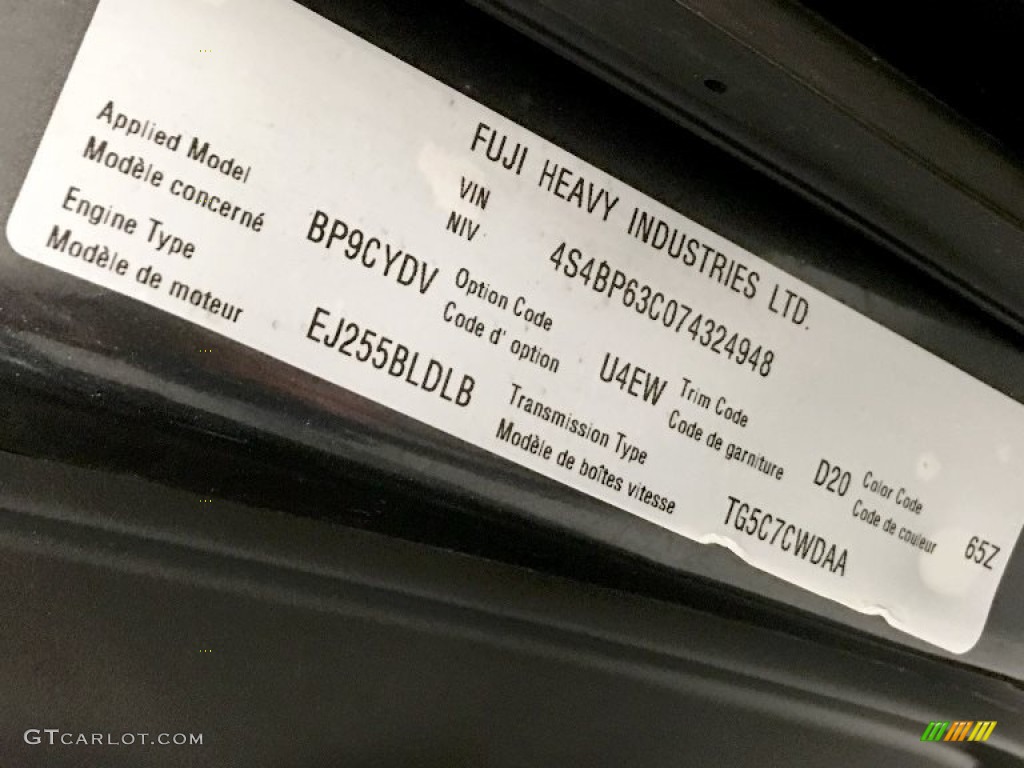 FUJI HEAVY INDUSTRIES LTD.
VIN
NIV
4S4BP63C074324948
Applied Model
Modèle concerné
BP9CYDV
Option Code
Code d' option
U4EW
Trim Code
Code de garniture
D20
Color Code
Code de couleur
65Z
Engine Type
Modèle de moteur
EJ255BLDLB
Transmission Type
Modèle de boîtes vitesse
TG5C7CWDAA
GTCARLOT.COM